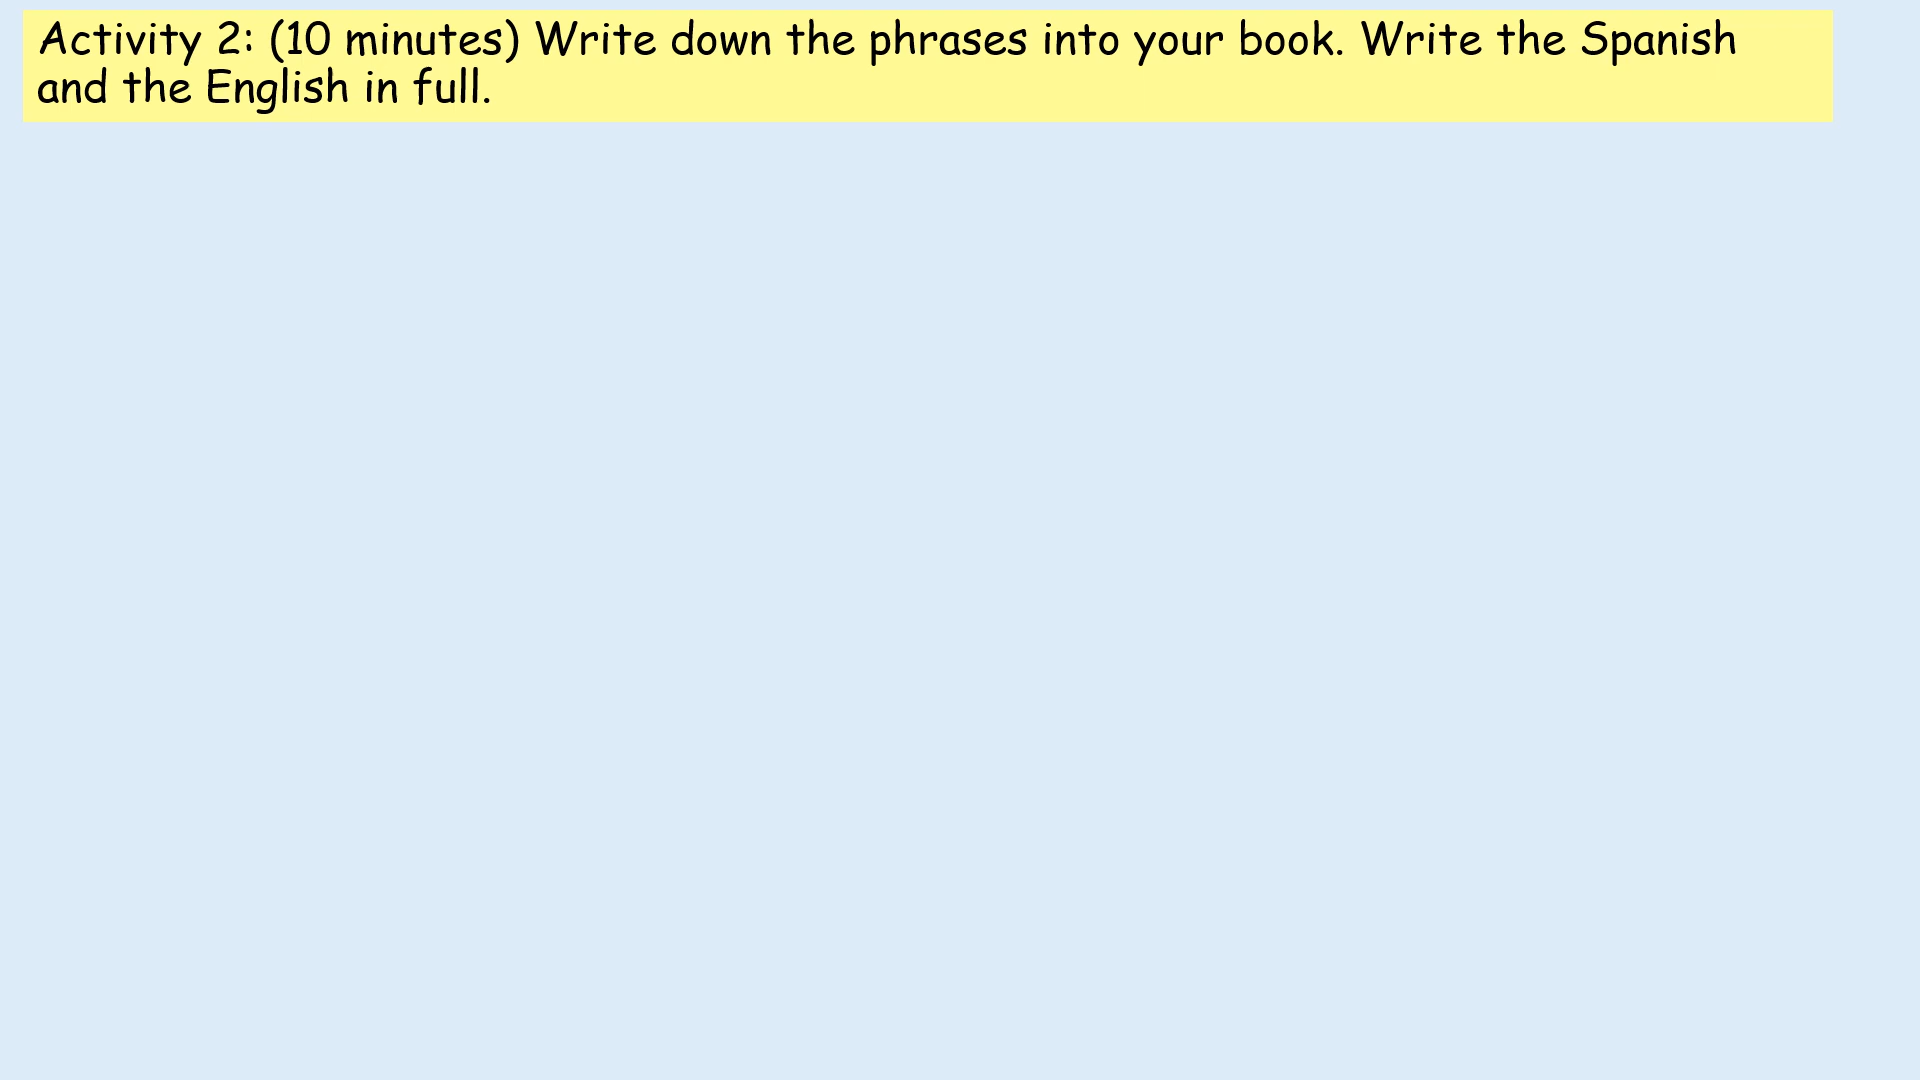 Activity 2: (10 minutes) Write down the phrases into your book. Write the Spanish
and the English in full.